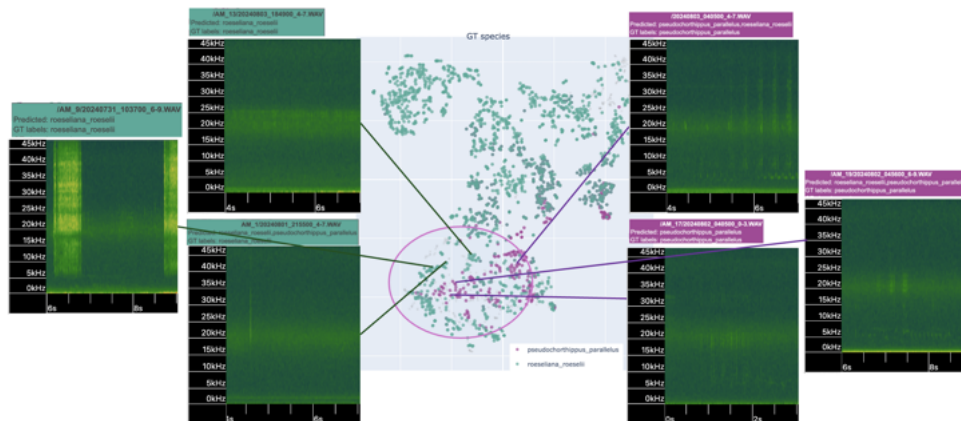 /AM_13/20240803_184900_4-7.WAV
Predicted: roeseliana_roeselii
GT labels: roeseliana_roeselii
45kHz
40kHz
35kHz
30kHz
25kHz
20kHz
15kHz
10kHz
5kHz
0kHz
4s
6s
GT species
/20240803_040500_4-7.WAV
Predicted: pseudochorthippus_parallelus,roeseliana_roeselii
GT labels: pseudochorthippus_parallelus
45kHz
40kHz
35kHz
30kHz
25kHz
20kHz
15kHz
10kHz
5kHz
0kHz
4s
6s
/AM_9/20240731_103700_6-9.WAV
Predicted: roeseliana_roeselii
GT labels: roeseliana_roeselii
45kHz
40kHz
35kHz
30kHz
25kHz
20kHz
15kHz
10kHz
5kHz
0kHz
6s
8s
/AM_19/20240802_045800_6-9.WAV
Predicted: roeseliana_roeselii,pseudochorthippus_parallelus
GT labels: pseudochorthippus_parallelus
45kHz
40kHz
35kHz
30kHz
25kHz
20kHz
15kHz
10kHz
5kHz
0kHz
6s
8s
roeseliana_roeselii,pseudochorthippus_parallelus
GT labels: roeseliana_roeselii
45kHz
40kHz
35kHz
30kHz
25kHz
20kHz
15kHz
10kHz
5kHz
0kHz
4s
6s
/AM_17/20240802_040500_0-3.WAV
Predicted: pseudochorthippus_parallelus
GT labels: pseudochorthippus_parallelus
45kHz
40kHz
35kHz
30kHz
25kHz
20kHz
15kHz
10kHz
5kHz
0kHz
0s
2s
pseudochorthippus_parallelus
roeseliana_roeselii